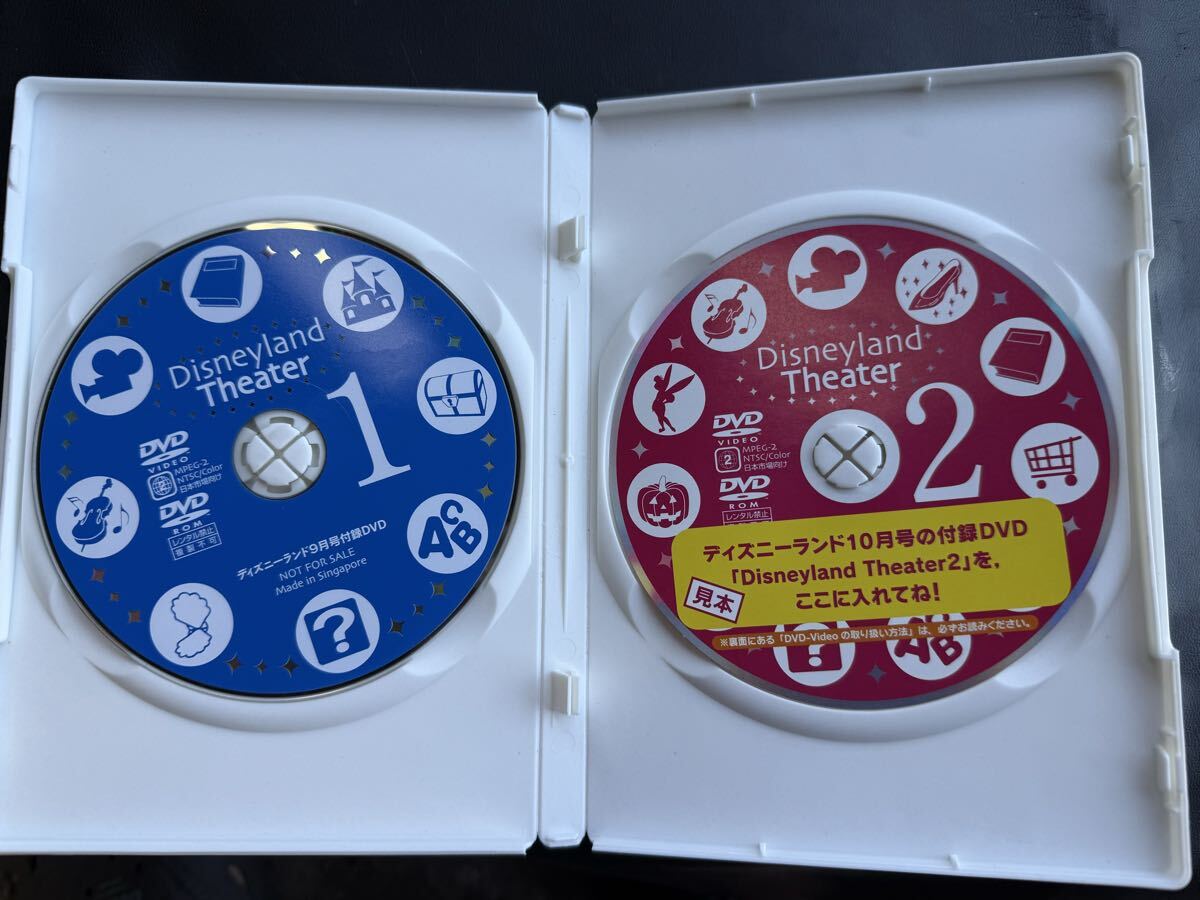 Disneyland
Theater
1
DVD
VIDEO
2
MPEG-2
NTSC/Color
日本市場向け
DVD
ROM
レンタル禁止
複製不可
ディズニーランド9月号付録DVD
NOT FOR SALE
Made in Singapore
A C B
?
Disneyland
Theater
2
DVD
VIDEO
2
MPEG-2
NTSC/Color
日本市場向け
DVD
ROM
レンタル禁止
ディズニーランド10月号の付録DVD
「Disneyland Theater2」を,
ここに入れてね!
見本
※裏面にある「DVD-Videoの取り扱い方法」は、必ずお読みください。
?
A C B